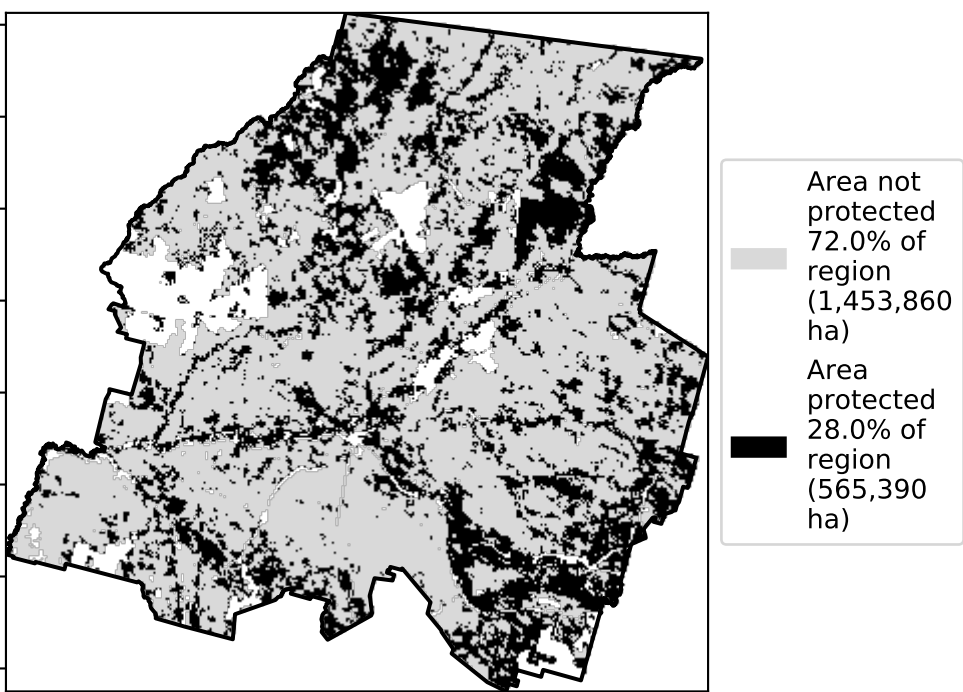 Area not
protected
72.0% of
region
(1,453,860
ha)
Area
protected
28.0% of
region
(565,390
ha)